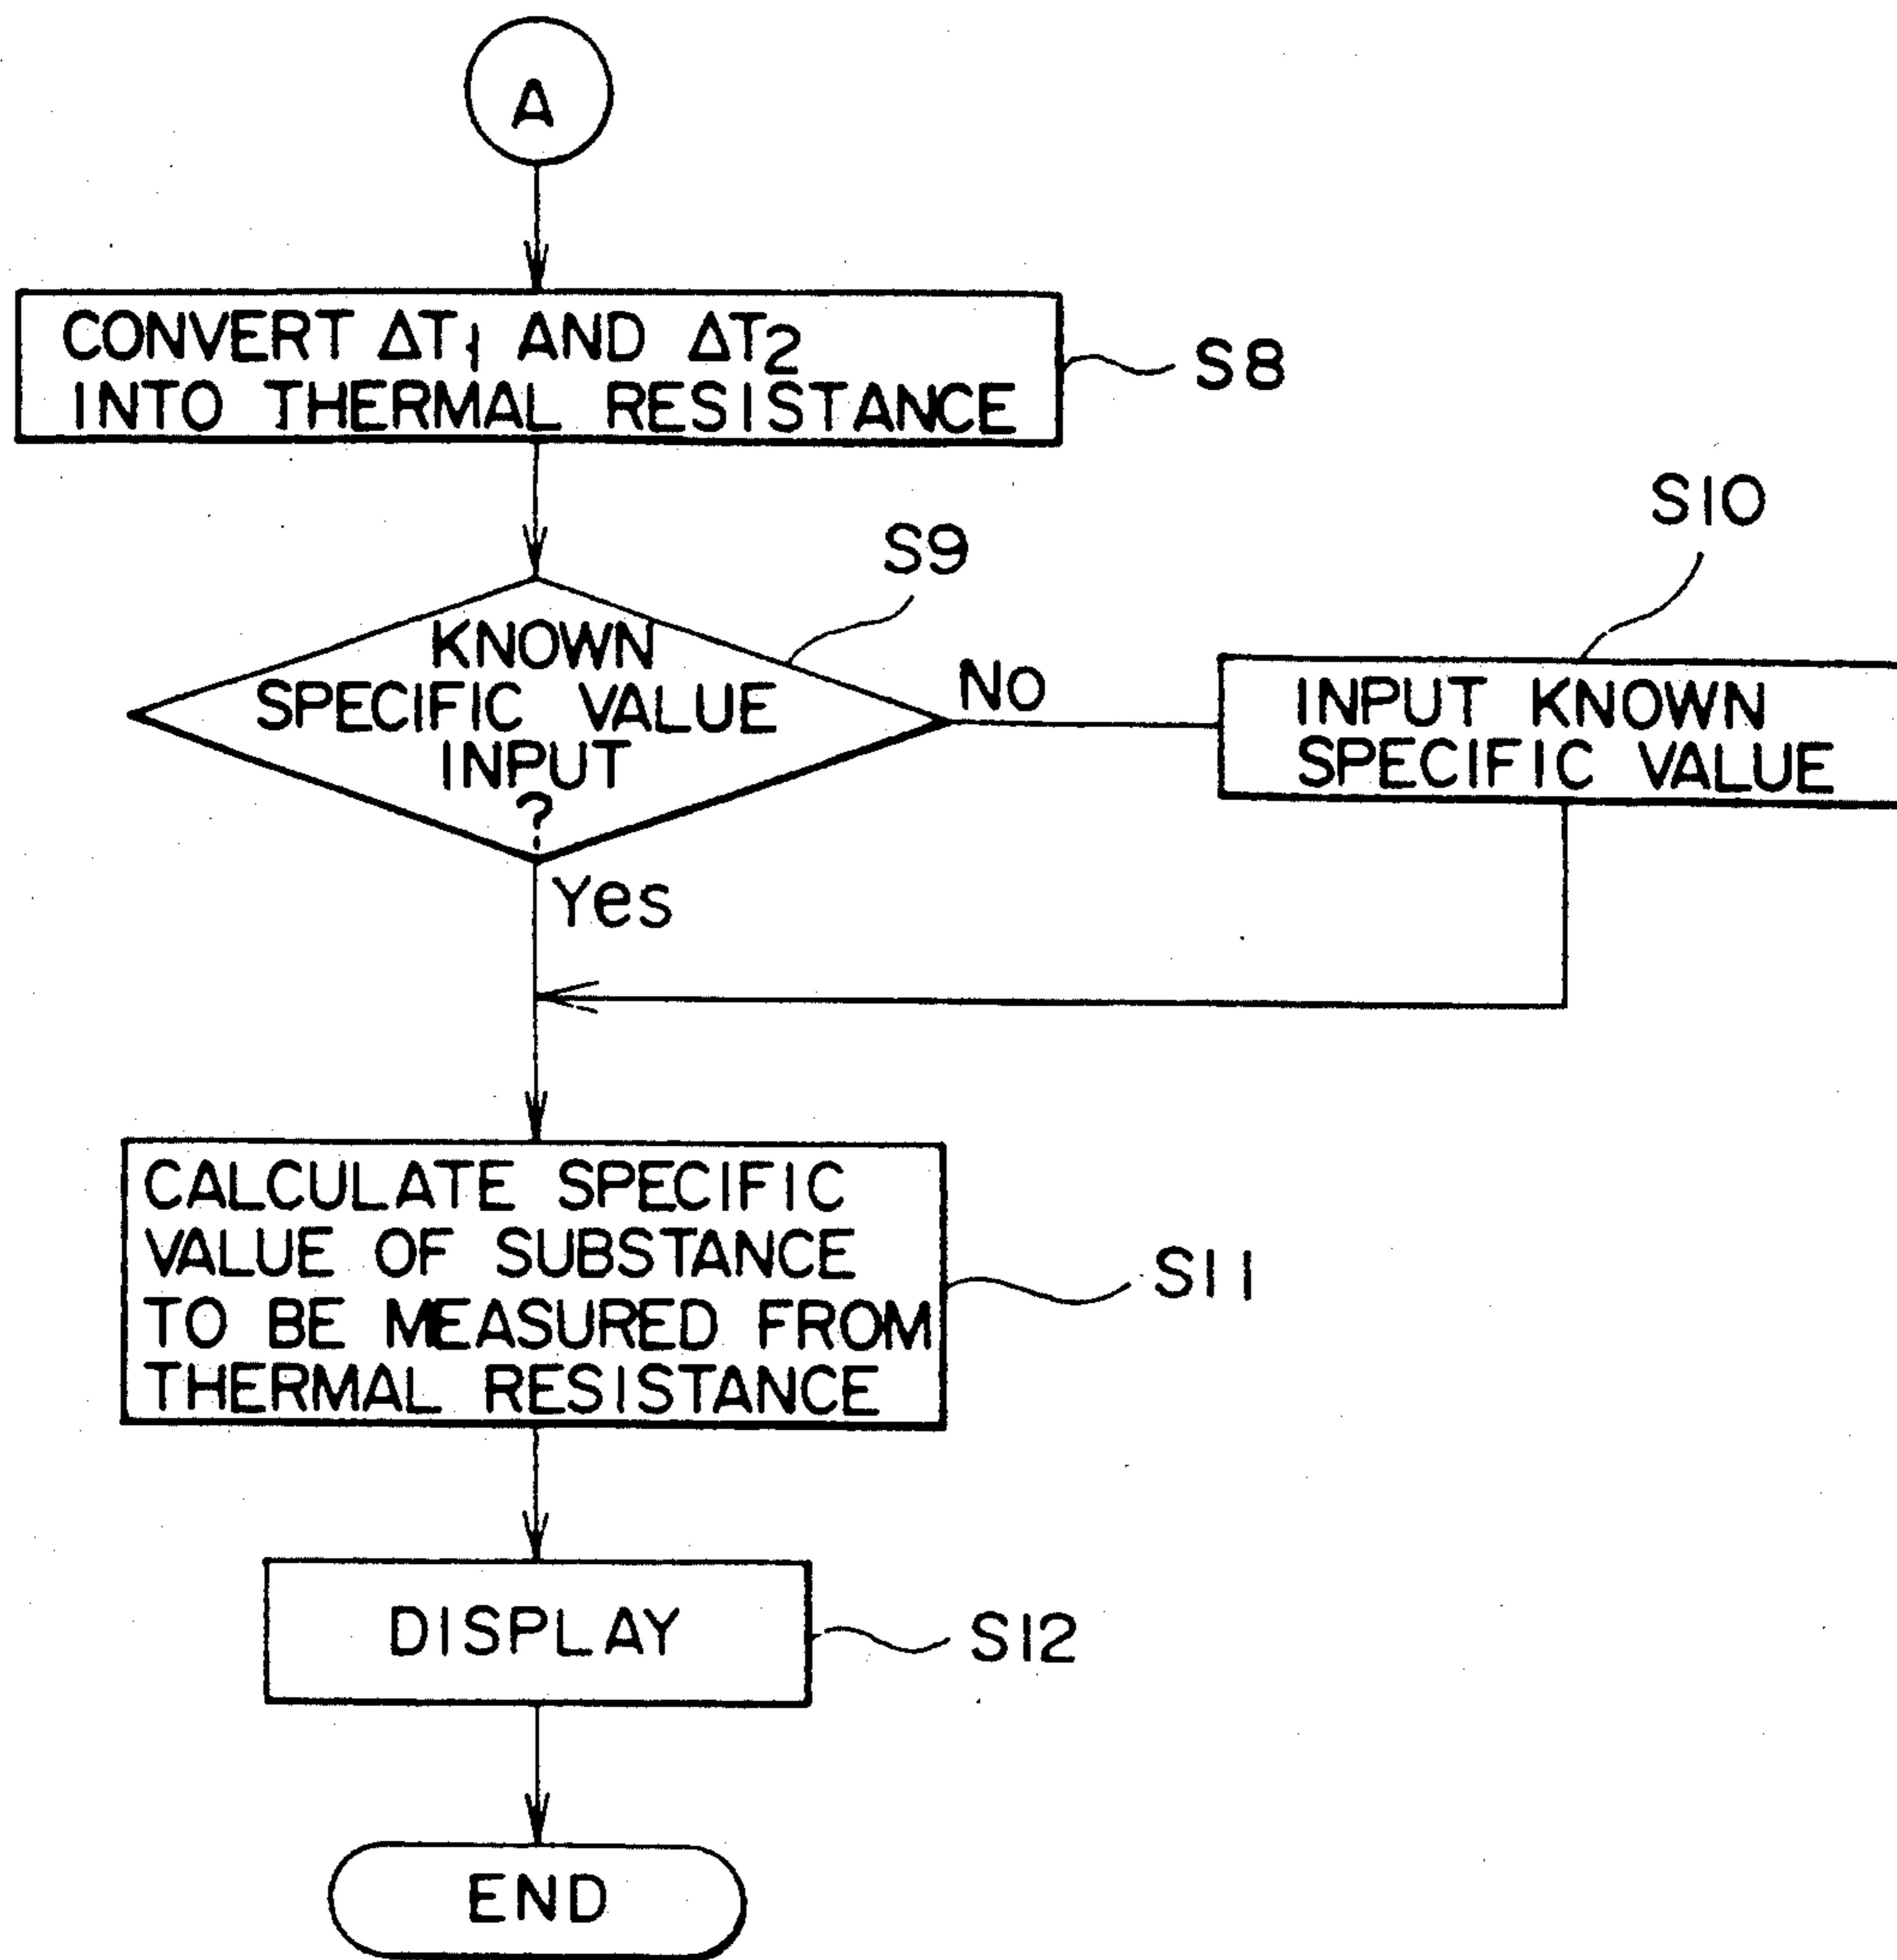 A
CONVERT ΔT1 AND ΔT2
INTO THERMAL RESISTANCE
S8
S9
S10
KNOWN
SPECIFIC VALUE
INPUT
?
No
INPUT KNOWN
SPECIFIC VALUE
Yes
CALCULATE SPECIFIC
VALUE OF SUBSTANCE
TO BE MEASURED FROM
THERMAL RESISTANCE
S11
DISPLAY
S12
END